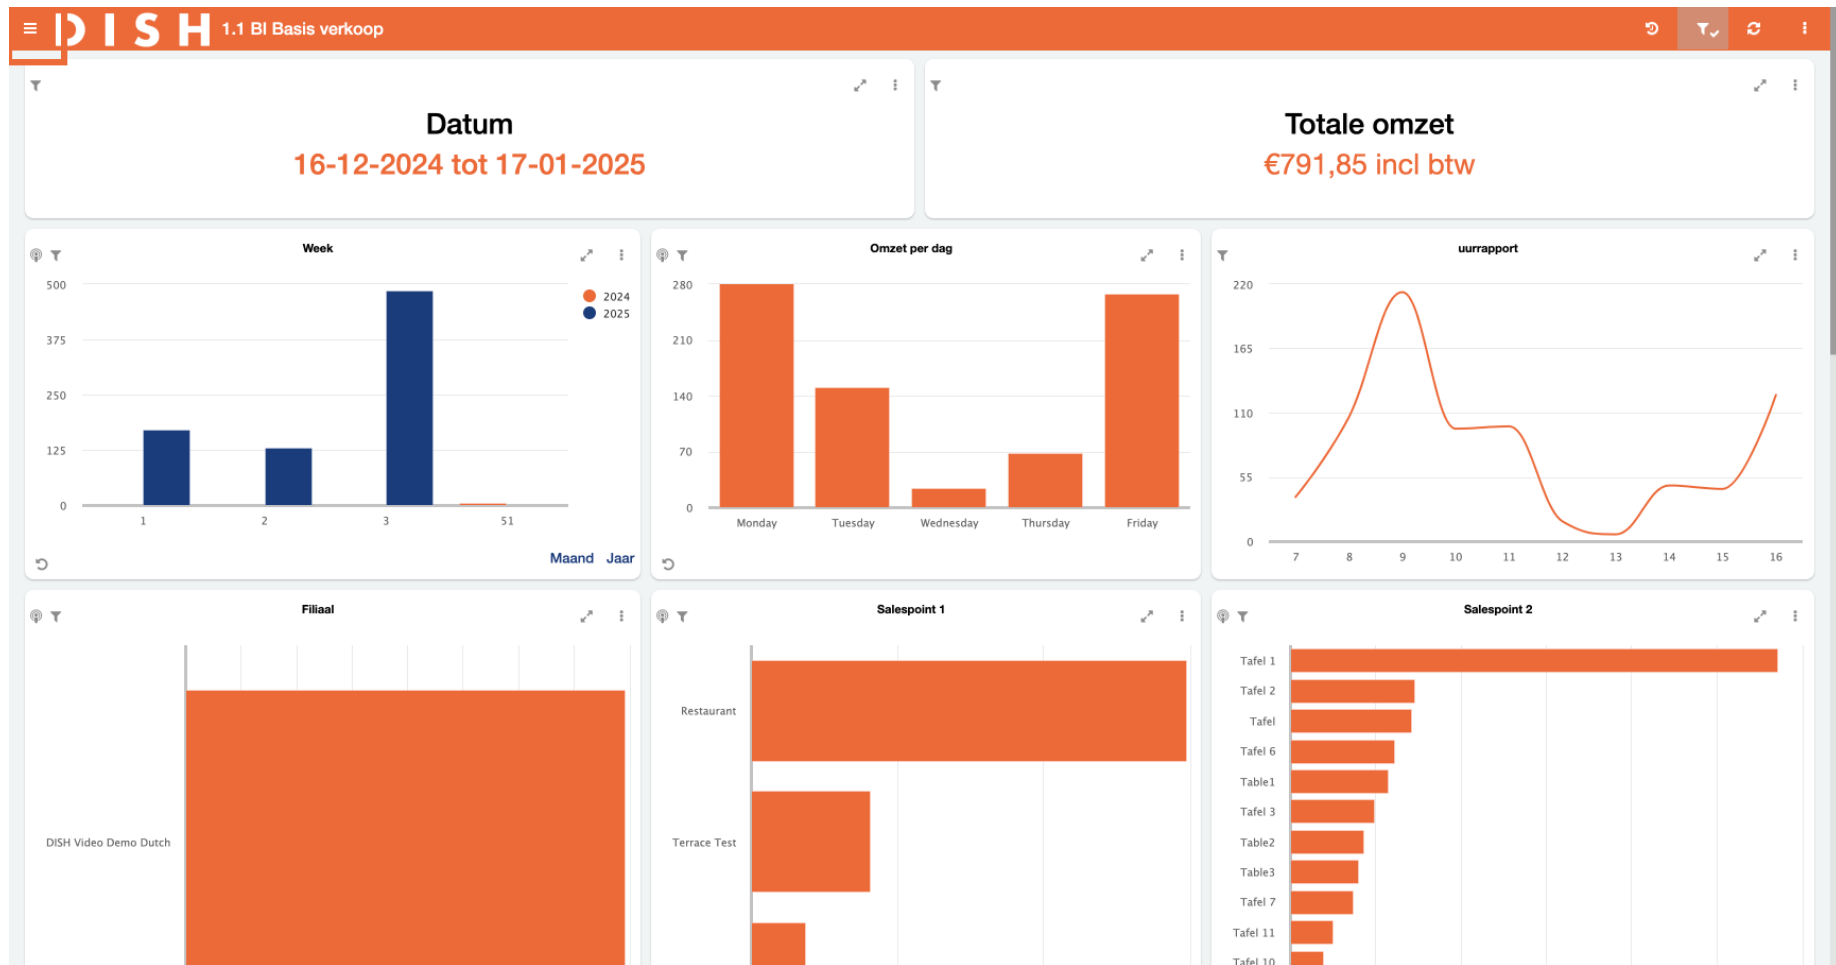 DISH 1.1 BI Basis verkoop
Datum
16-12-2024 tot 17-01-2025
Totale omzet
€791,85 incl btw
Week
500
375
250
125
0
1 2 3 51
2024
2025
Maand Jaar
Omzet per dag
280
210
140
70
0
Monday Tuesday Wednesday Thursday Friday
uurrapport
220
165
110
55
0
7 8 9 10 11 12 13 14 15 16
Filiaal
DISH Video Demo Dutch
Salespoint 1
Restaurant
Terrace Test
Salespoint 2
Tafel 1
Tafel 2
Tafel
Tafel 6
Table1
Tafel 3
Table2
Table3
Tafel 7
Tafel 11
Tafel 10